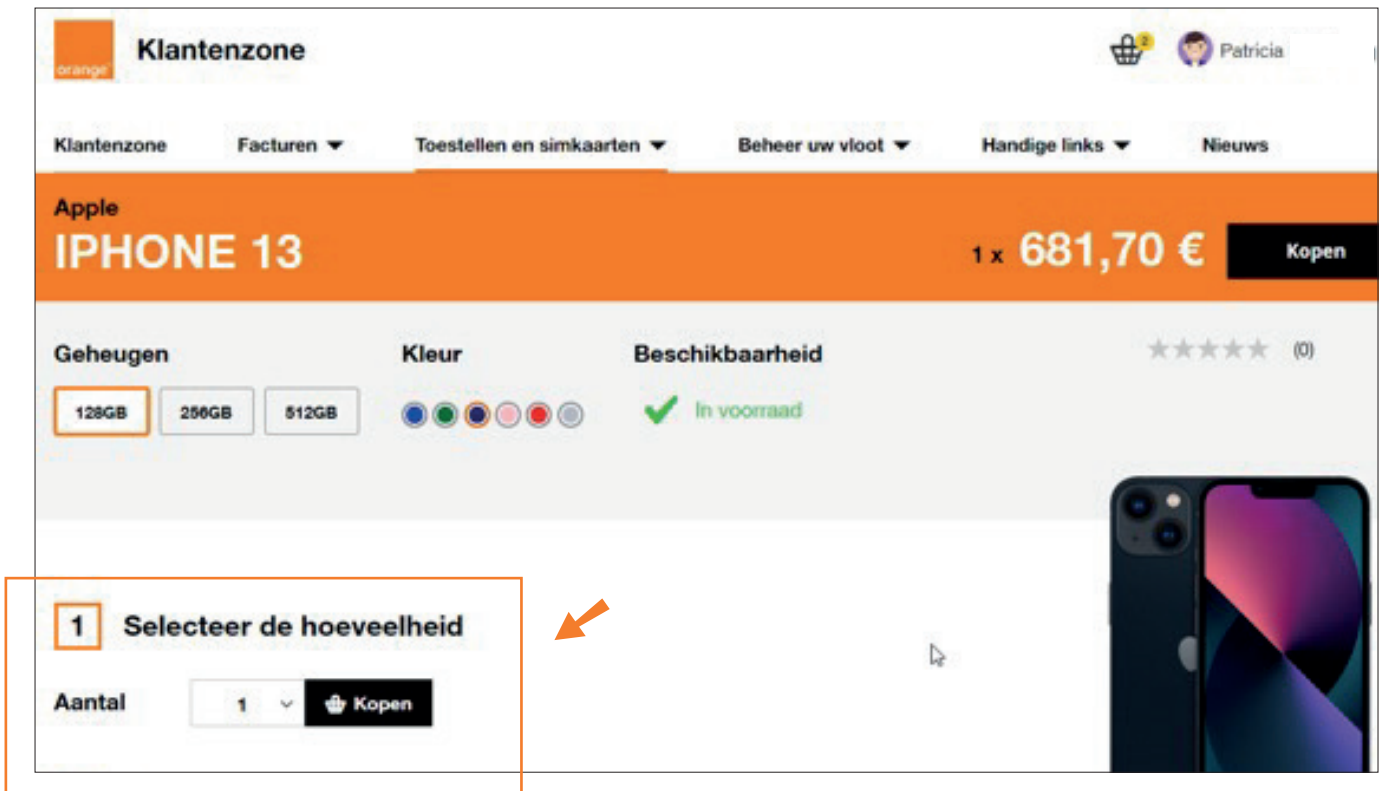 orange
Klantenzone
2
Patricia
Klantenzone Facturen Toestellen en simkaarten Beheer uw vloot Handige links Nieuws
Apple
IPHONE 13
1 x 681,70 € Kopen
Geheugen Kleur Beschikbaarheid (0)
128GB 256GB 512GB In voorraad
1 Selecteer de hoeveelheid
Aantal 1 Kopen